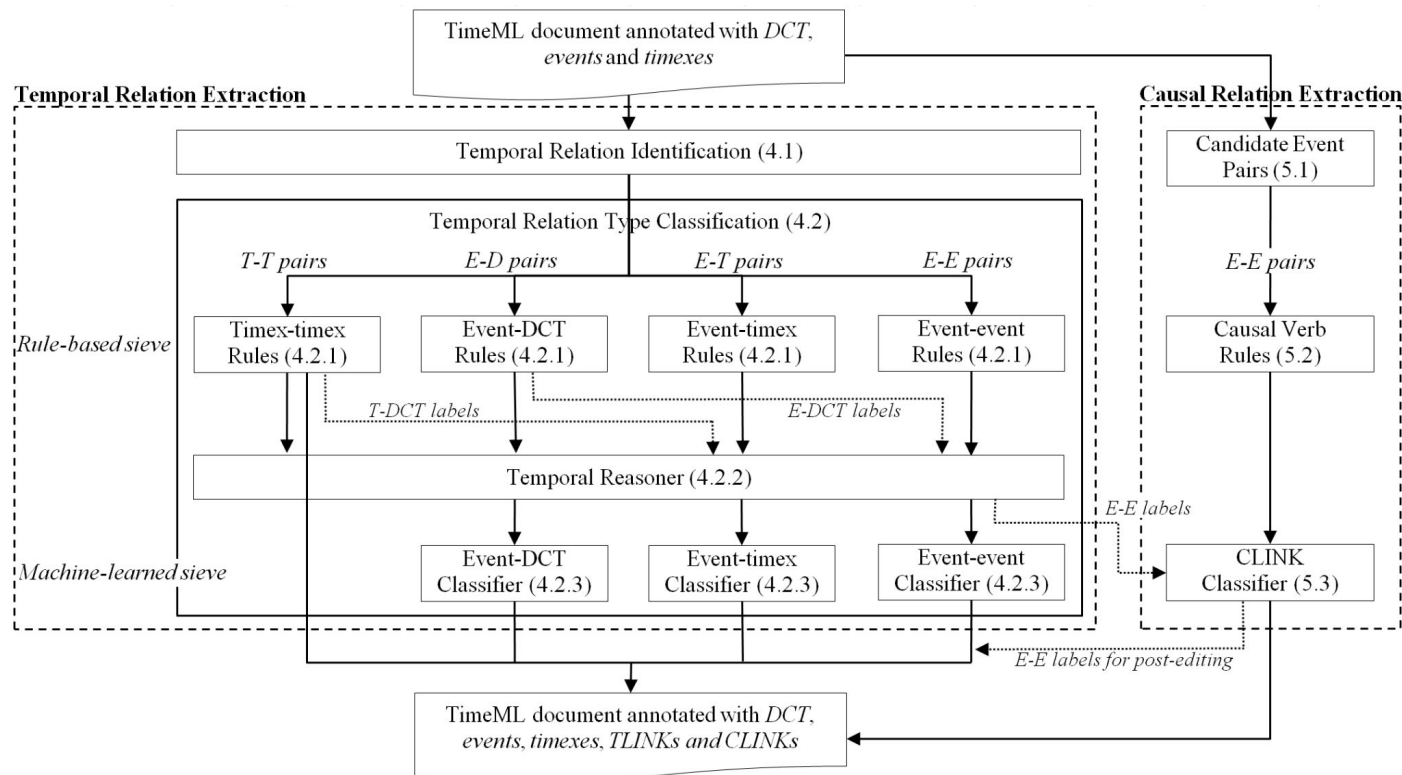 TimeML document annotated with DCT,
events and timexes
Temporal Relation Extraction
Causal Relation Extraction
Temporal Relation Identification (4.1)
Candidate Event
Pairs (5.1)
Temporal Relation Type Classification (4.2)
T-T pairs
E-D pairs
E-T pairs
E-E pairs
E-E pairs
Rule-based sieve
Timex-timex
Rules (4.2.1)
Event-DCT
Rules (4.2.1)
Event-timex
Rules (4.2.1)
Event-event
Rules (4.2.1)
Causal Verb
Rules (5.2)
T-DCT labels
E-DCT labels
Temporal Reasoner (4.2.2)
E-E labels
Machine-learned sieve
Event-DCT
Classifier (4.2.3)
Event-timex
Classifier (4.2.3)
Event-event
Classifier (4.2.3)
CLINK
Classifier (5.3)
E-E labels for post-editing
TimeML document annotated with DCT,
events, timexes, TLINKs and CLINKs